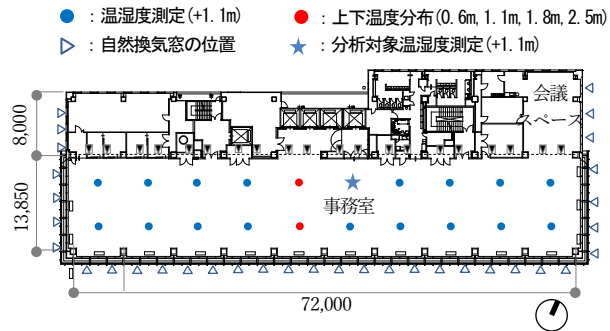 ：温湿度測定(+1.1m)
：上下温度分布(0.6m, 1.1m, 1.8m, 2.5m)
：自然換気窓の位置
：分析対象温湿度測定(+1.1m)
会議
スペース
8,000
13,850
事務室
72,000